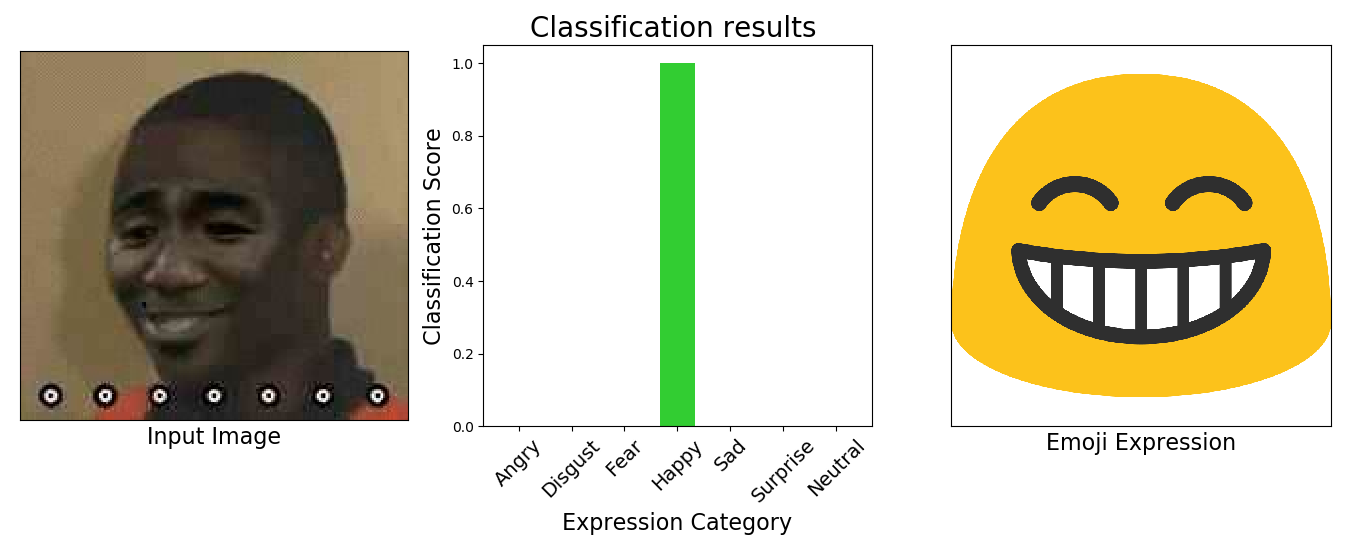 Classification results
Classification Score
1.0
0.8
0.6
0.4
0.2
0.0
Angry
Disgust
Fear
Happy
Sad
Surprise
Neutral
Expression Category
Input Image
Emoji Expression